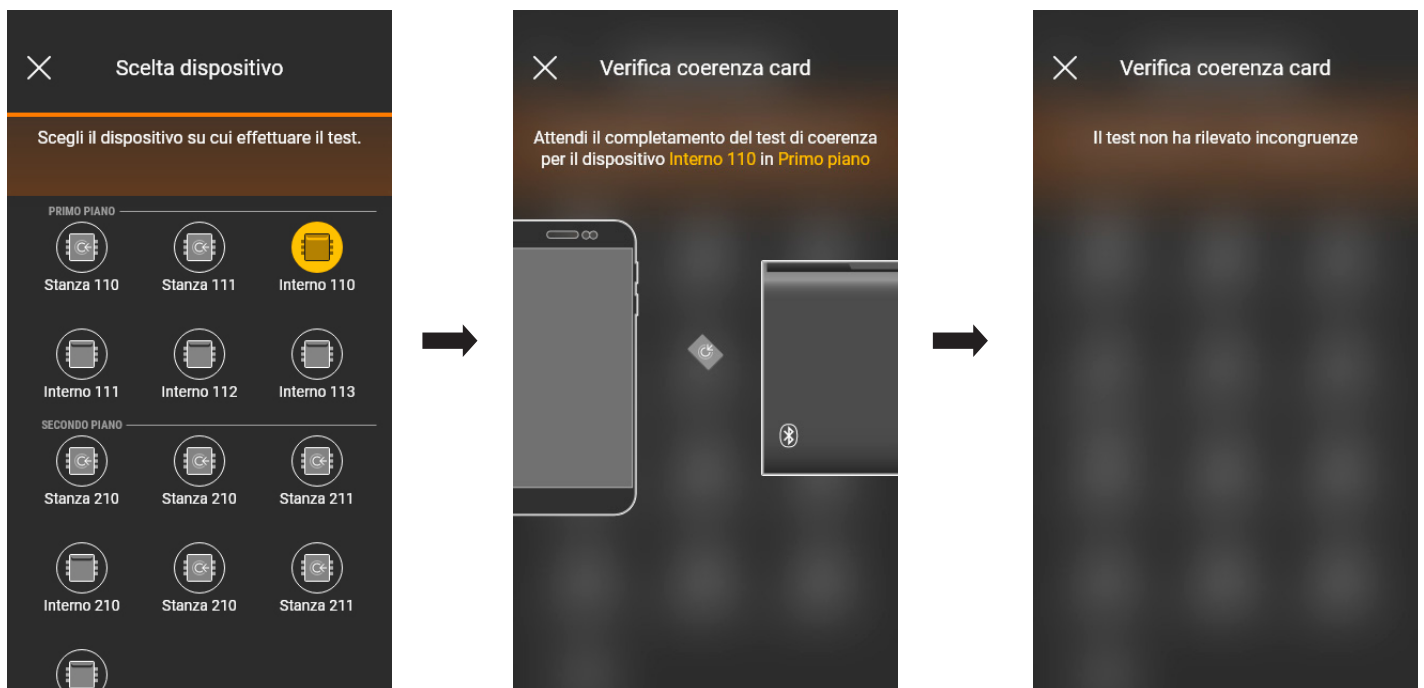 Scelta dispositivo
Scegli il dispositivo su cui effettuare il test.
PRIMO PIANO
Stanza 110
Stanza 111
Interno 110
Interno 111
Interno 112
Interno 113
SECONDO PIANO
Stanza 210
Stanza 210
Stanza 211
Interno 210
Stanza 210
Stanza 211
Verifica coerenza card
Attendi il completamento del test di coerenza
per il dispositivo Interno 110 in Primo piano
Verifica coerenza card
Il test non ha rilevato incongruenze